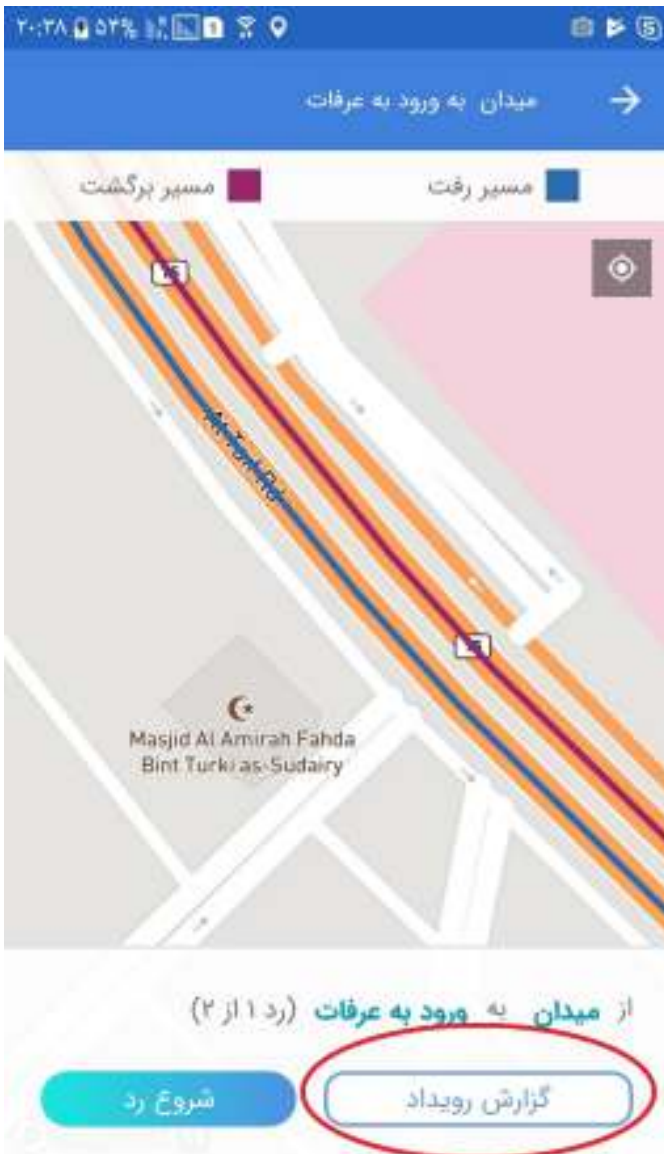 ۲۰:۳۸ ۵۴%
میدان به ورود به عرفات
مسیر رفت
مسیر برگشت
Masjid Al Amirah Fahda
Bint Turki as-Sudairy
از میدان به ورود به عرفات (رد ۱ از ۲)
گزارش رویداد
شروع رد